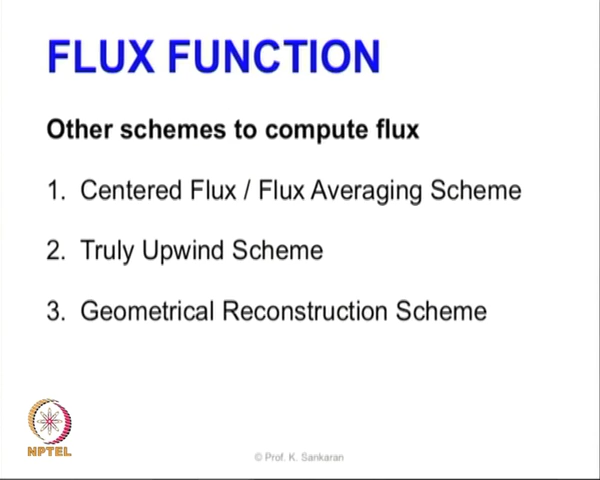 FLUX FUNCTION
Other schemes to compute flux
1. Centered Flux / Flux Averaging Scheme
2. Truly Upwind Scheme
3. Geometrical Reconstruction Scheme
NPTEL
© Prof. K. Sankaran